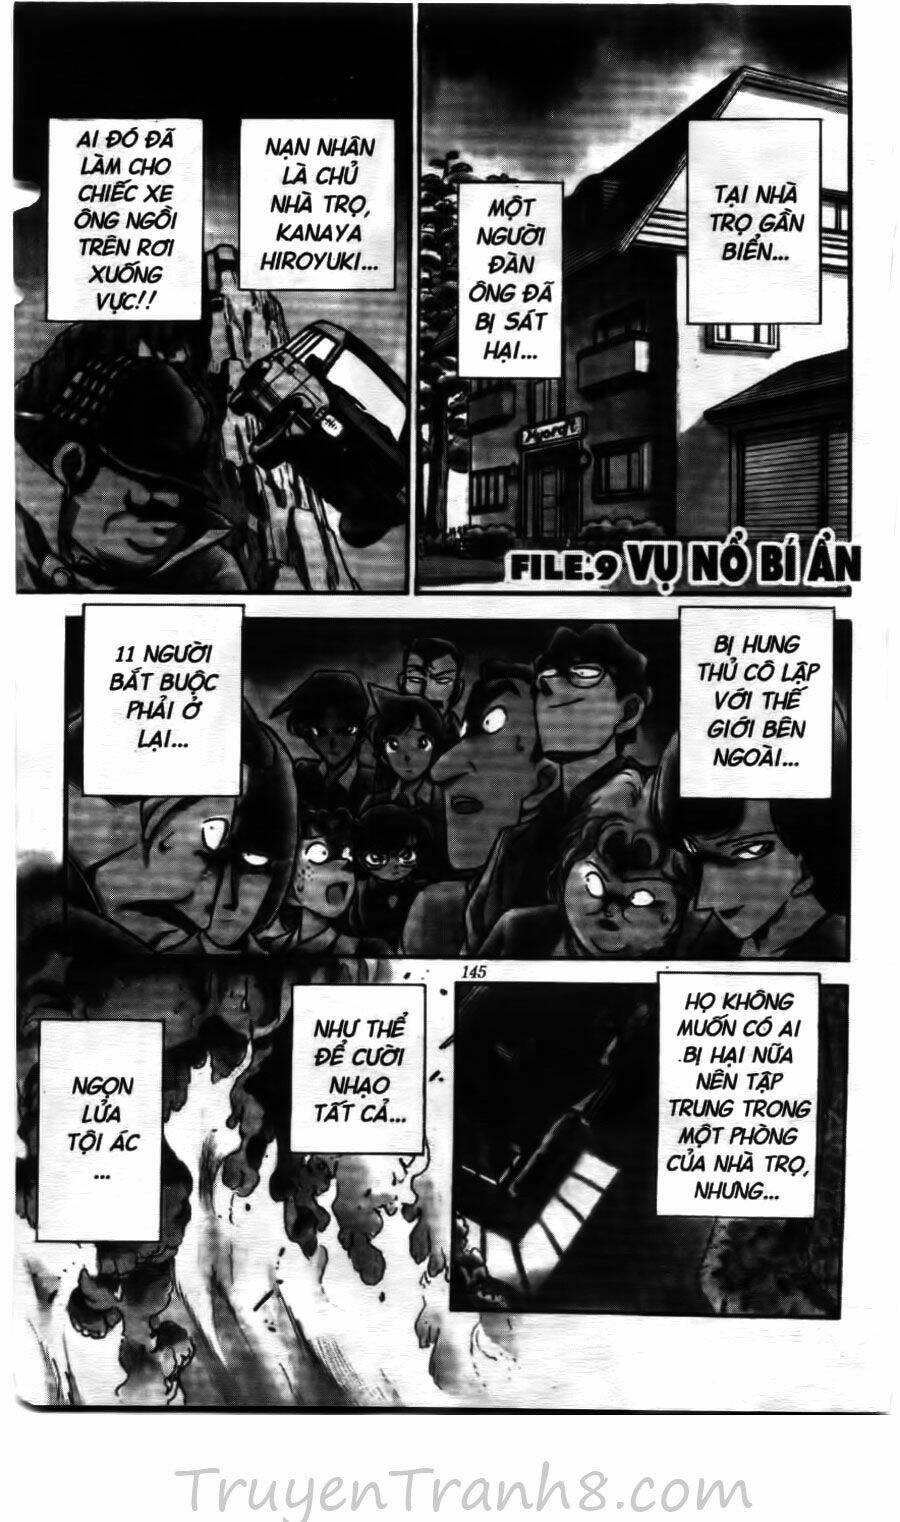 TẠI NHÀ
TRỌ GẦN
BIỂN...
MỘT
NGƯỜI
ĐÀN
ÔNG ĐÃ
BỊ SÁT
HẠI...
FILE:9 VỤ NỔ BÍ ẨN
NẠN NHÂN
LÀ CHỦ
NHÀ TRỌ,
KANAYA
HIROYUKI...
AI ĐÓ ĐÃ
LÀM CHO
CHIẾC XE
ÔNG NGỒI
TRÊN RƠI
XUỐNG
VỰC!!
BỊ HUNG
THỦ CÔ LẬP
VỚI THẾ
GIỚI BÊN
NGOÀI...
11 NGƯỜI
BẮT BUỘC
PHẢI Ở
LẠI...
145
HỌ KHÔNG
MUỐN CÓ AI
BỊ HẠI NỮA
NÊN TẬP
TRUNG TRONG
MỘT PHÒNG
CỦA NHÀ TRỌ,
NHƯNG...
NHƯ THỂ
ĐỂ CƯỜI
NHẠO
TẤT CẢ...
NGỌN
LỬA
TỘI ÁC
...
TruyenTranh8.com